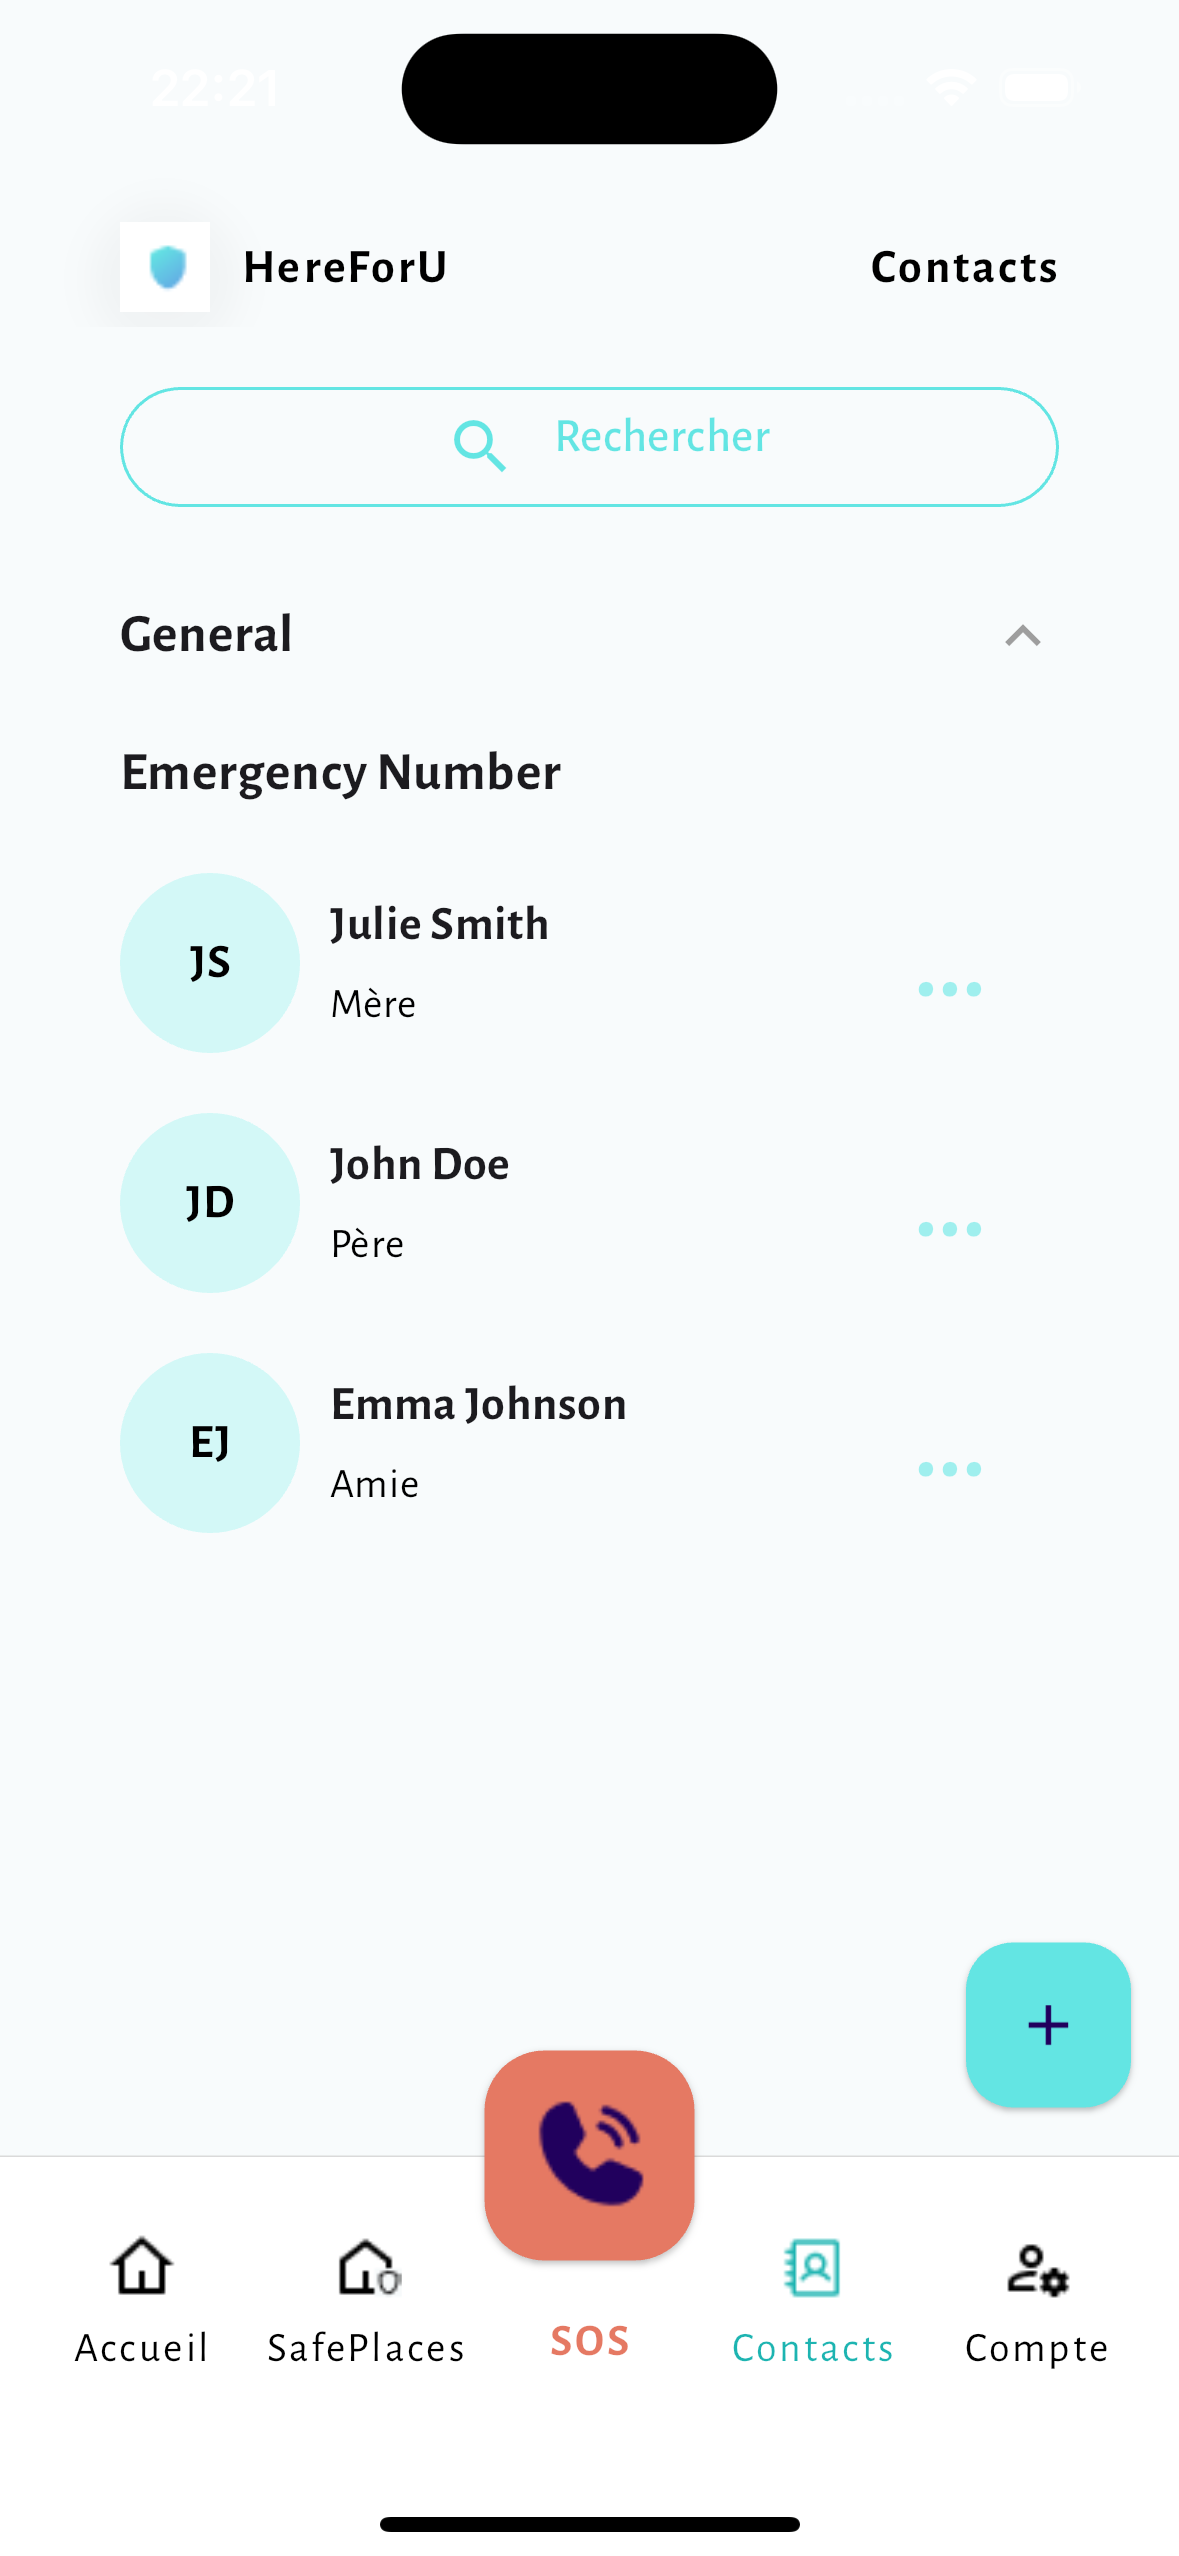 22:21
HereForU
Contacts
Rechercher
General
Emergency Number
JS
Julie Smith
Mère
JD
John Doe
Père
EJ
Emma Johnson
Amie
Accueil
SafePlaces
SOS
Contacts
Compte